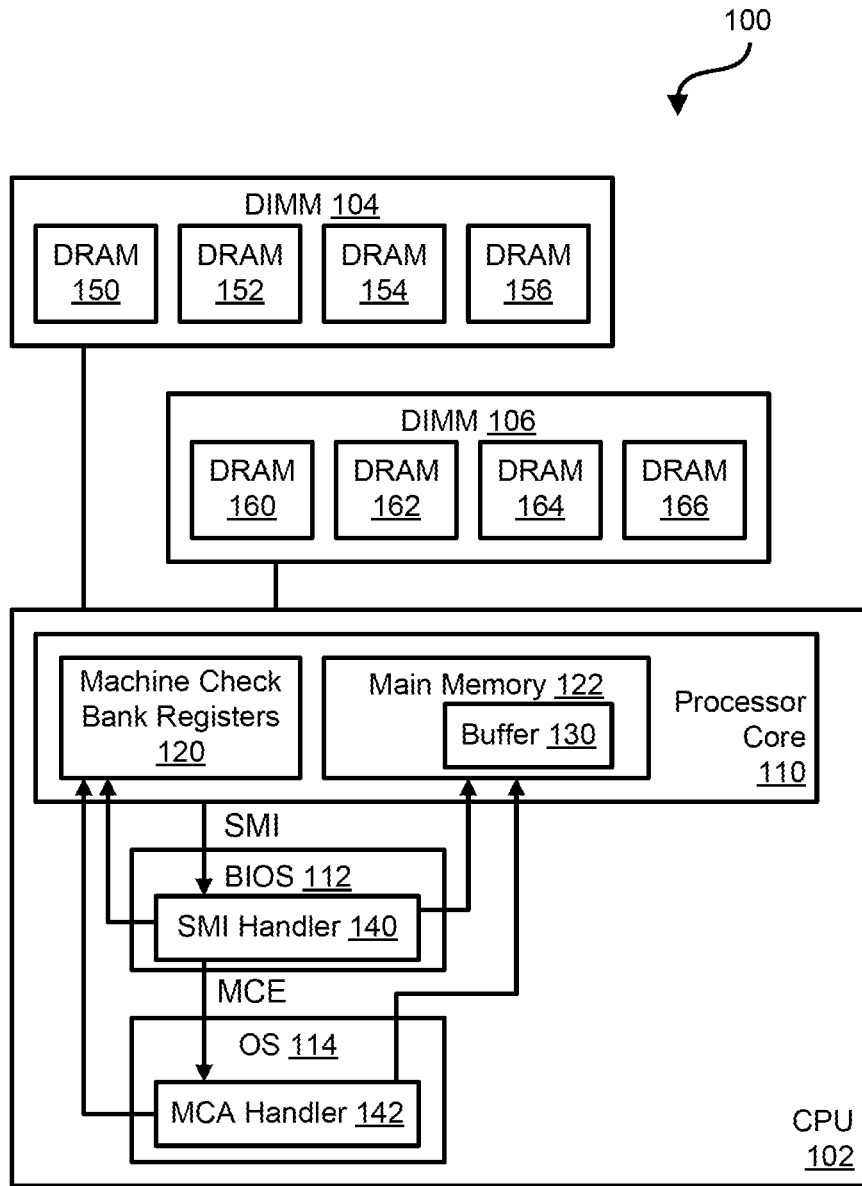 100
DIMM 104
DRAM
150
DRAM
152
DRAM
154
DRAM
156
DIMM 106
DRAM
160
DRAM
162
DRAM
164
DRAM
166
Machine Check
Bank Registers
120
Main Memory 122
Buffer 130
Processor
Core
110
SMI
BIOS 112
SMI Handler 140
MCE
OS 114
MCA Handler 142
CPU
102